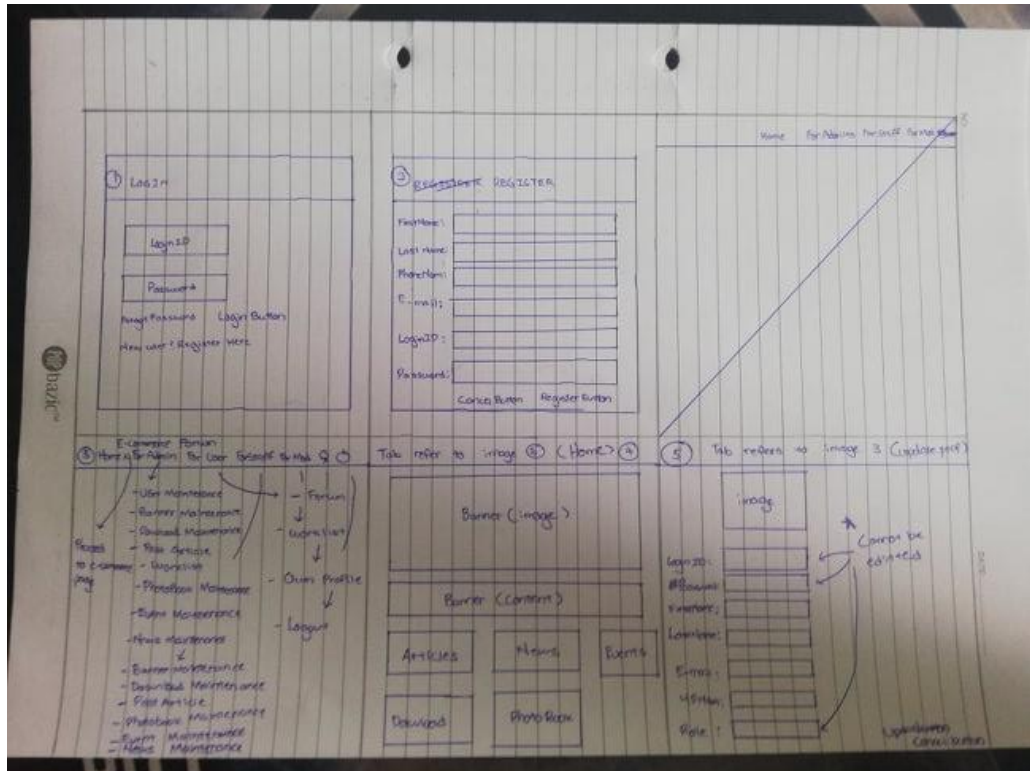 ① LOGIN
Login ID
Password
Forgot Password Login Button
New user? Register Here
② REGISTER
First Name:
Last Name:
Phone Num:
E-mail:
Login ID:
Password:
Cancel Button Register Button
Home For Admin For Staff For Mod
E-commerce Forum
③ Home For Admin For User For Staff For Mod
- User Maintenance
- Banner Maintenance
- Download Maintenance
- Post Article
- Worklist
- PhotoBook Maintenance
- Event Maintenance
- News Maintenance
- Banner Maintenance
- Download Maintenance
- Post Article
- Photobook Maintenance
- Event Maintenance
- News Maintenance
to e-commerce
page
- Forum
- Worklist
- Own Profile
- Logout
Tab refer to image ③ (Home) ④
Banner (image)
Banner (Content)
Articles
News
Events
Download
PhotoBook
⑤ Tab refers to image 3 (update prof)
image
Login ID:
Password:
First Name:
Last Name:
E-mail:
Role:
* Cannot be
edited
Update button
Cancel button
bazic
DATE